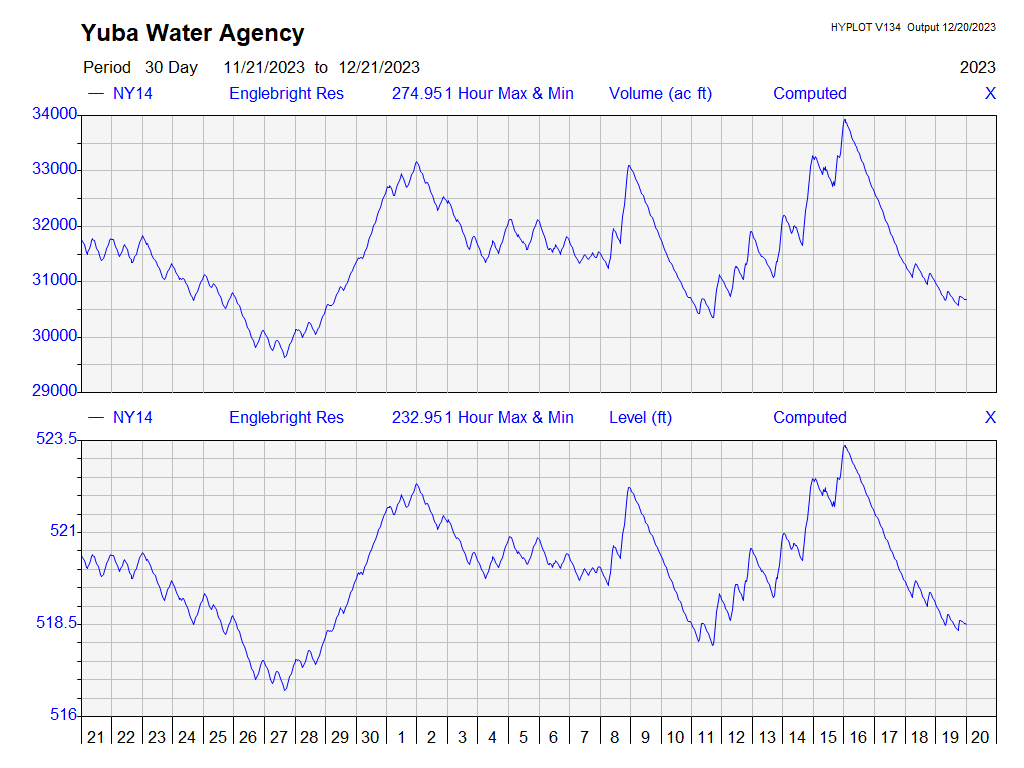 Yuba Water Agency
HYPLOT V134 Output 12/20/2023
Period 30 Day 11/21/2023 to 12/21/2023 2023
— NY14 Englebright Res 274.951 Hour Max & Min Volume (ac ft) Computed X
34000
33000
32000
31000
30000
29000
— NY14 Englebright Res 232.951 Hour Max & Min Level (ft) Computed X
523.5
521
518.5
516
21 22 23 24 25 26 27 28 29 30 1 2 3 4 5 6 7 8 9 10 11 12 13 14 15 16 17 18 19 20